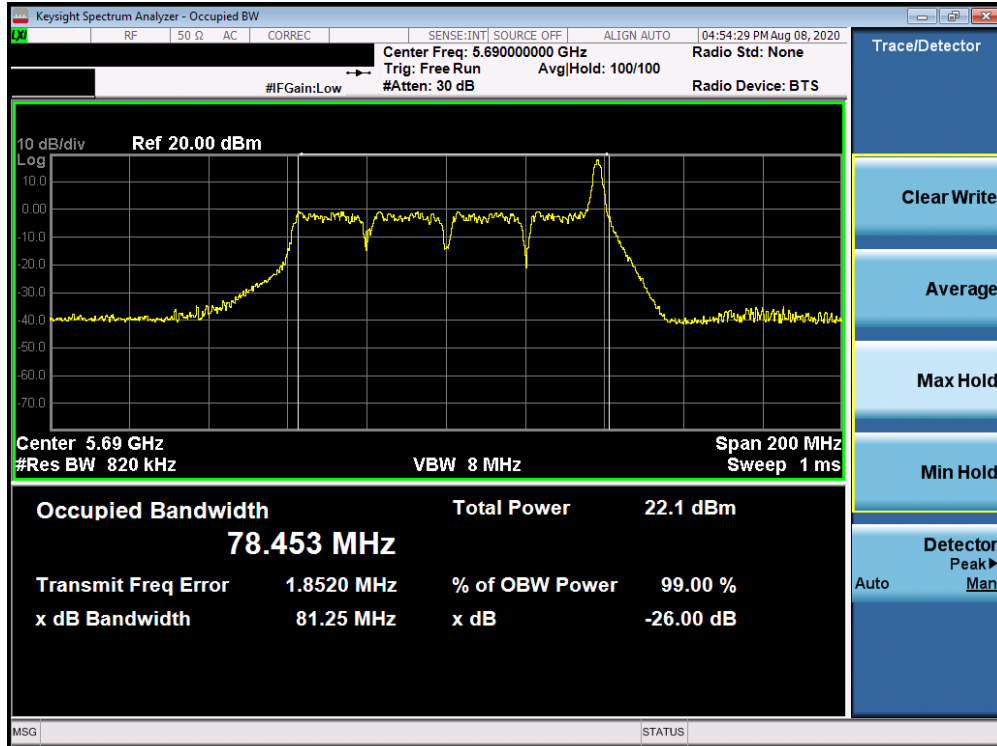 Keysight Spectrum Analyzer - Occupied BW
LXI RF 50 Ω AC CORREC SENSE:INT SOURCE OFF ALIGN AUTO 04:54:29 PM Aug 08, 2020
Center Freq: 5.690000000 GHz Radio Std: None
Trig: Free Run Avg|Hold: 100/100
#IFGain:Low #Atten: 30 dB Radio Device: BTS
10 dB/div Ref 20.00 dBm
Log
10.0
0.00
-10.0
-20.0
-30.0
-40.0
-50.0
-60.0
-70.0
Center 5.69 GHz Span 200 MHz
#Res BW 820 kHz VBW 8 MHz Sweep 1 ms
Occupied Bandwidth Total Power 22.1 dBm
78.453 MHz
Transmit Freq Error 1.8520 MHz % of OBW Power 99.00 %
x dB Bandwidth 81.25 MHz x dB -26.00 dB
Trace/Detector
Clear Write
Average
Max Hold
Min Hold
Detector
Peak
Auto Man
MSG STATUS